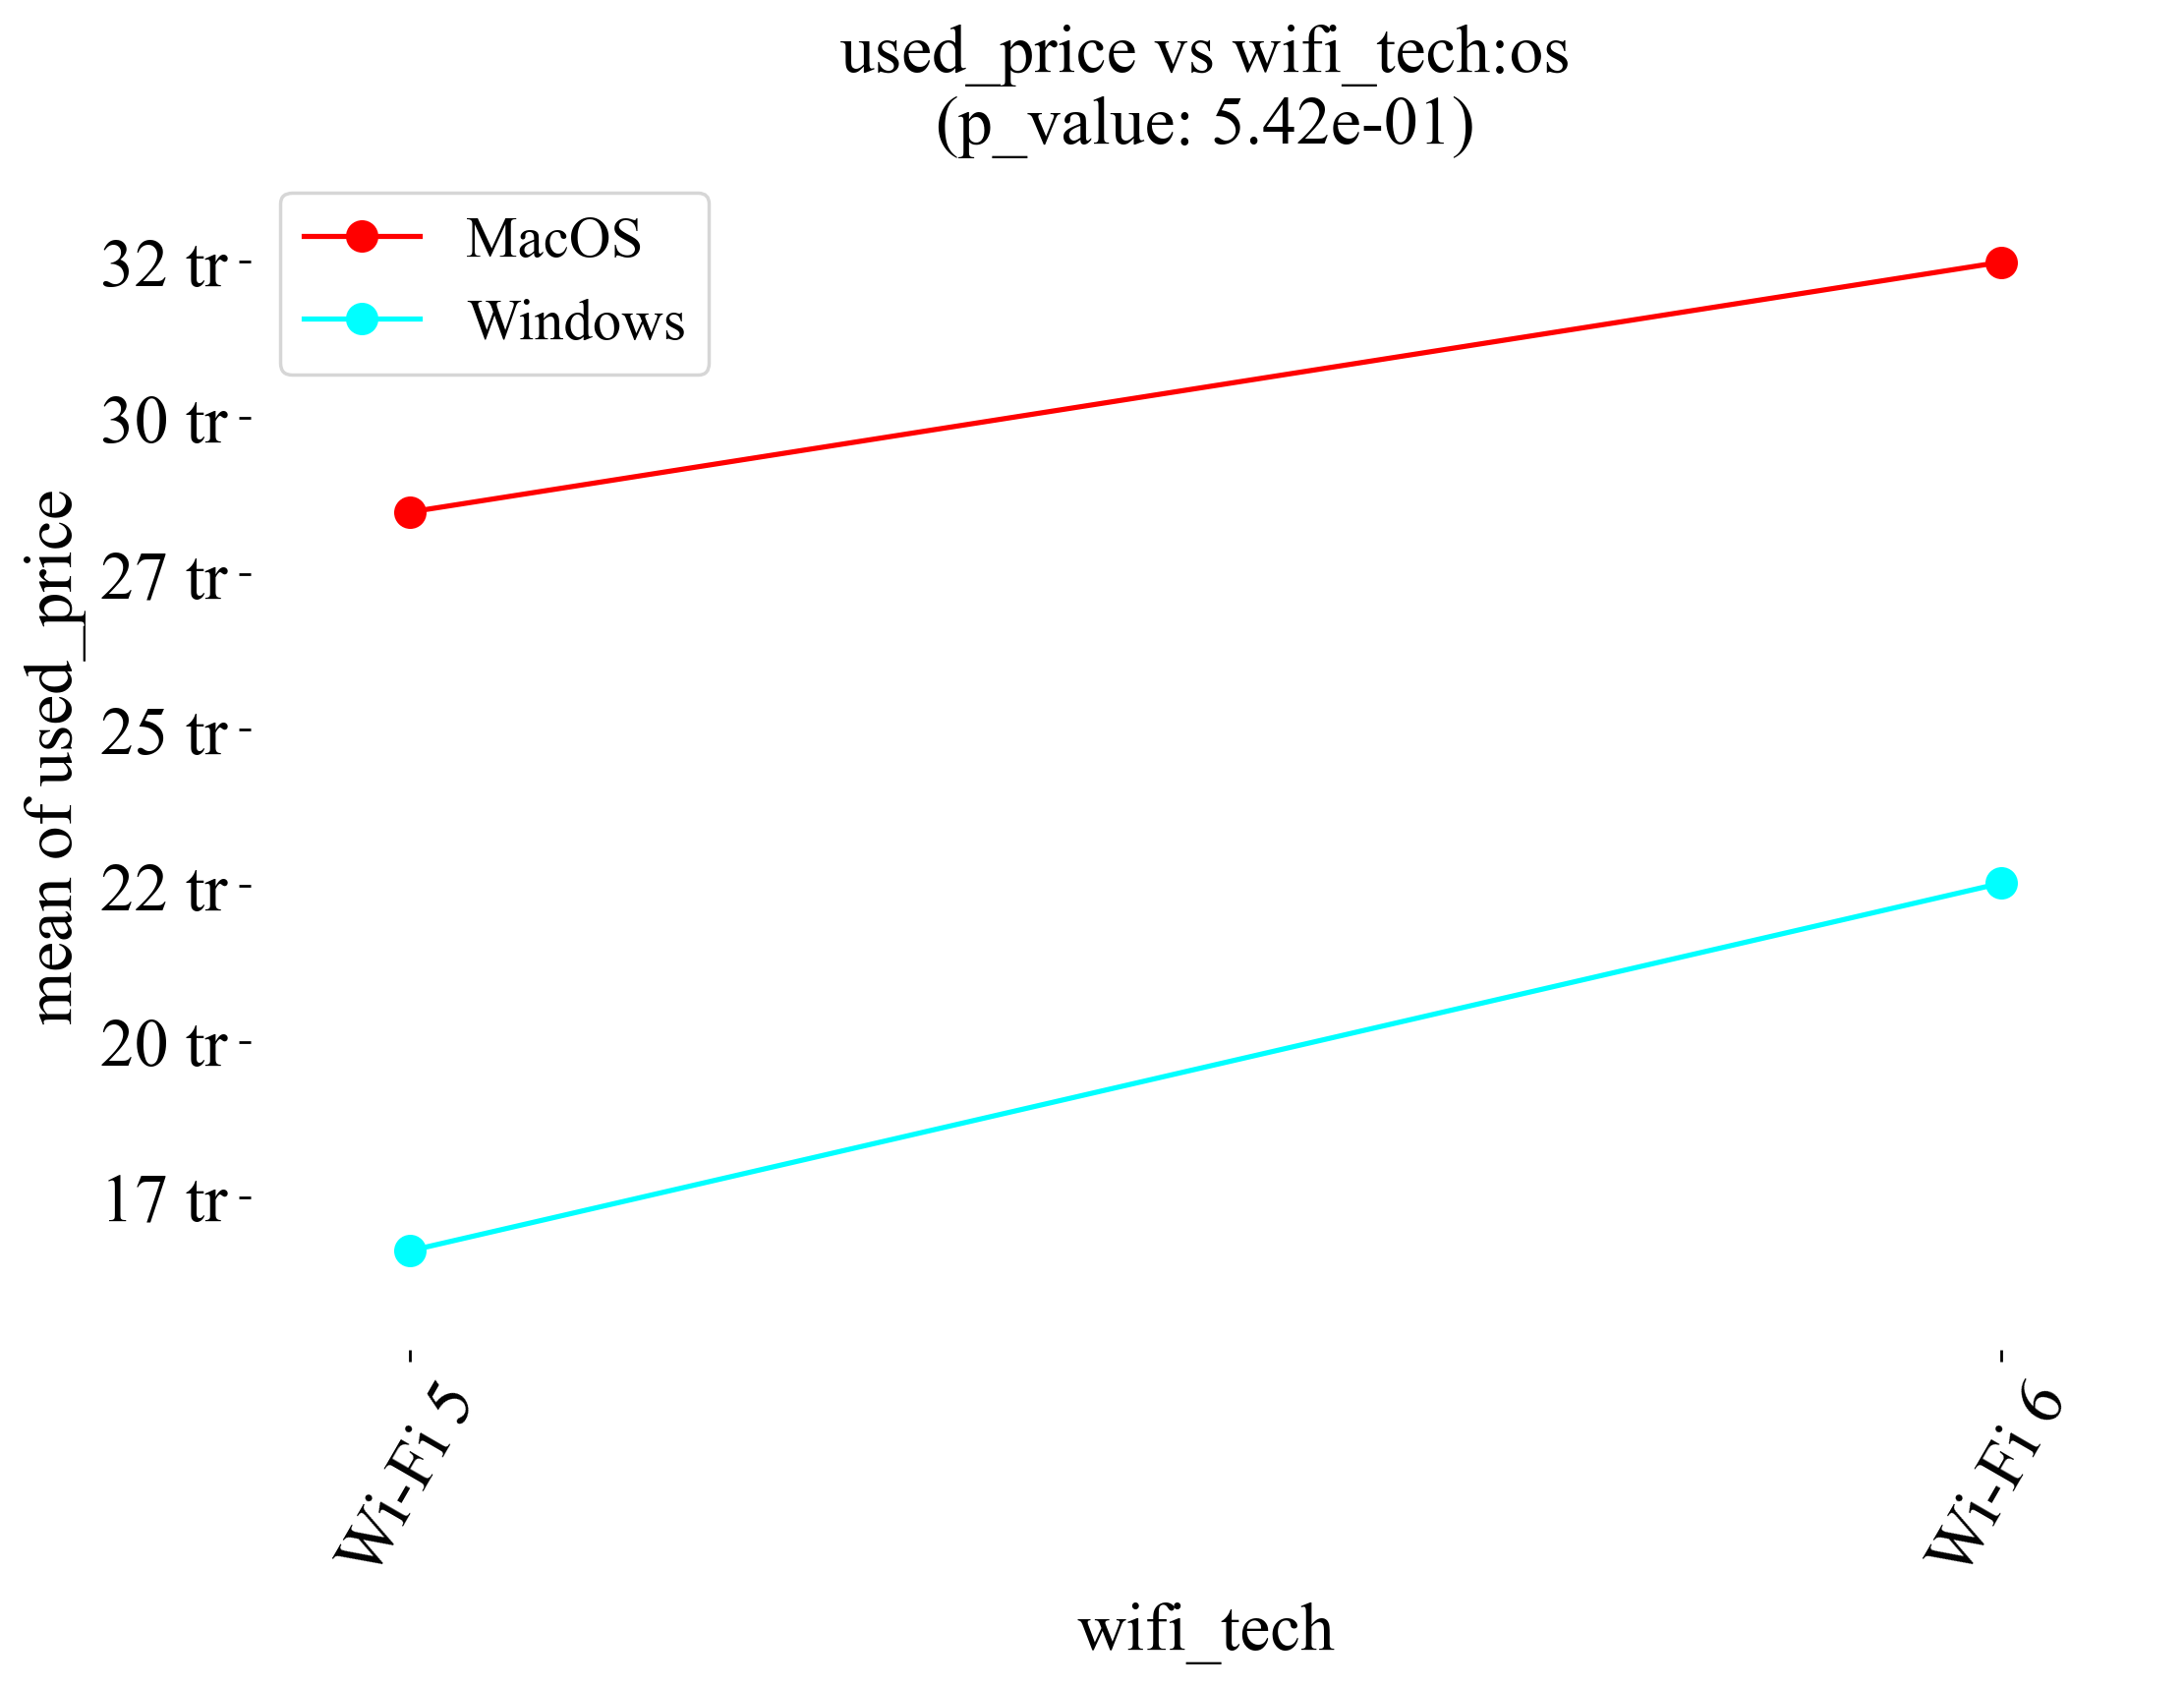 used_price vs wifi_tech:os
(p_value: 5.42e-01)
MacOS
Windows
32 tr
30 tr
27 tr
25 tr
22 tr
20 tr
17 tr
mean of used_price
Wi-Fi 5
Wi-Fi 6
wifi_tech